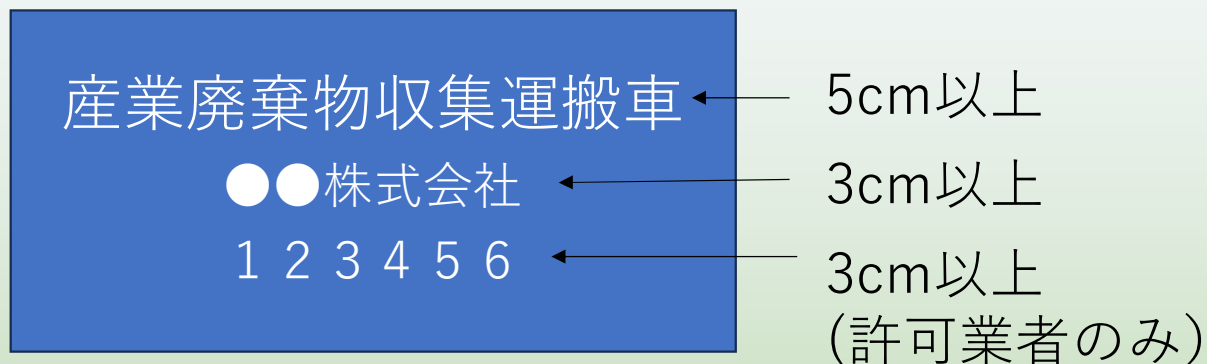 産業廃棄物収集運搬車
5cm以上
●●株式会社
3cm以上
１２３４５６
3cm以上
（許可業者のみ）